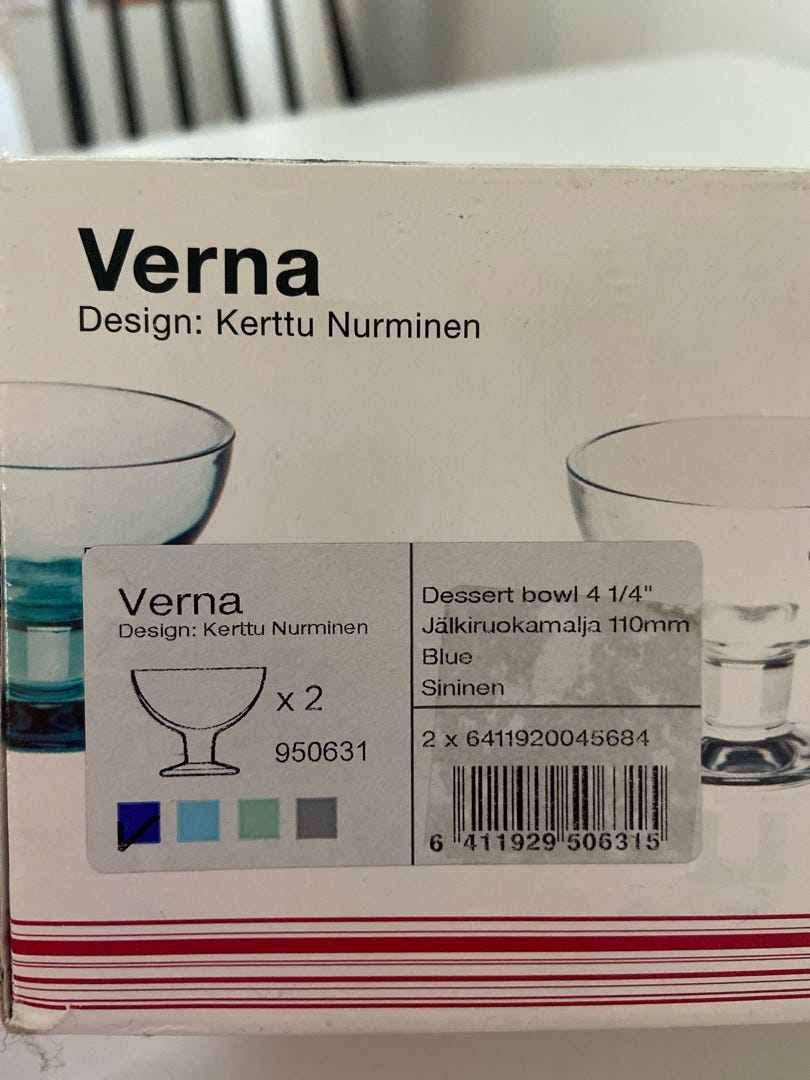 Verna
Design: Kerttu Nurminen
Verna
Design: Kerttu Nurminen
x 2
950631
Dessert bowl 4 1/4"
Jälkiruokamalja 110mm
Blue
Sininen
2 x 6411920045684
6 411929 506315